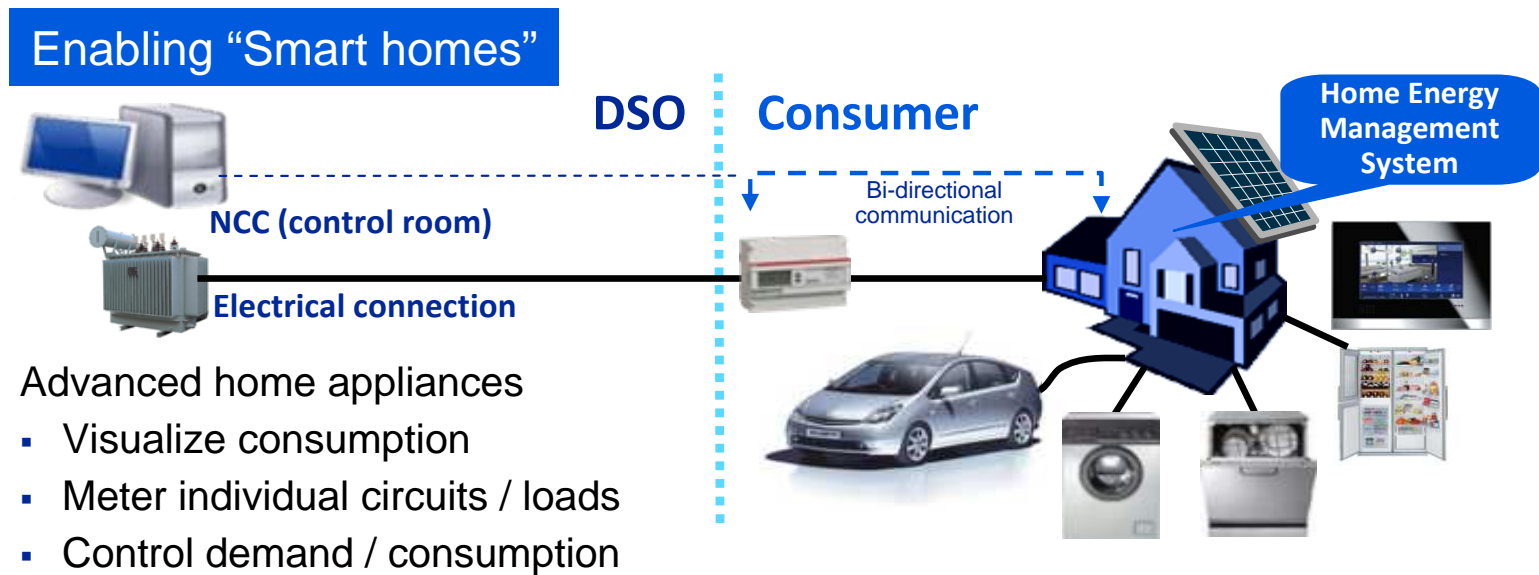 Enabling “Smart homes”
DSO
Consumer
Home Energy
Management
System
Bi-directional
communication
NCC (control room)
Electrical connection
Advanced home appliances
▪ Visualize consumption
▪ Meter individual circuits / loads
▪ Control demand / consumption